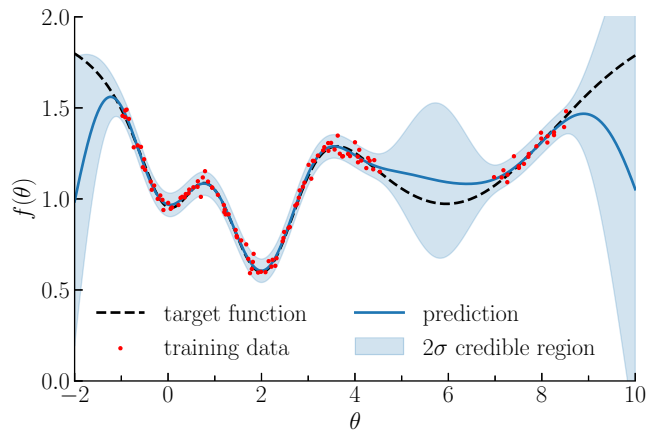 2.0
1.5
1.0
0.5
0.0
f(θ)
target function
prediction
training data
2σ credible region
−2 0 2 4 6 8 10
θ